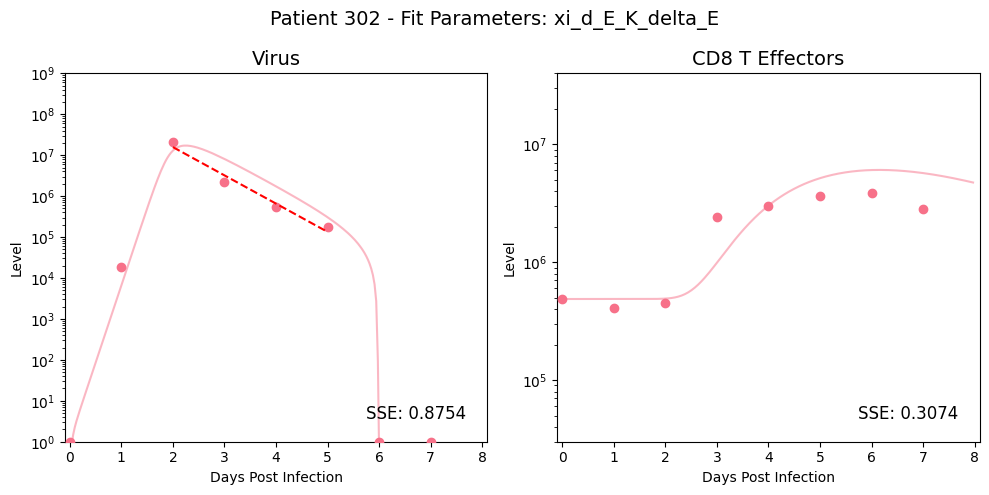 Patient 302 - Fit Parameters: xi_d_E_K_delta_E
Virus
Level
10^9
10^8
10^7
10^6
10^5
10^4
10^3
10^2
10^1
10^0
SSE: 0.8754
0 1 2 3 4 5 6 7 8
Days Post Infection
CD8 T Effectors
Level
10^7
10^6
10^5
SSE: 0.3074
0 1 2 3 4 5 6 7 8
Days Post Infection